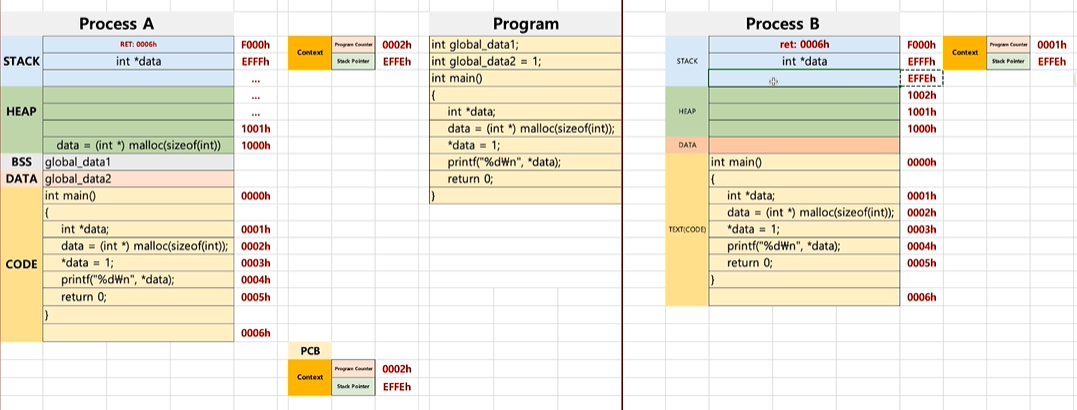 Process A
Program
Process B
STACK
RET: 0006h
F000h
int *data
EFFFh
...
HEAP
...
...
1001h
data = (int *) malloc(sizeof(int))
1000h
BSS
global_data1
DATA
global_data2
CODE
int main()
0000h
{
int *data;
0001h
data = (int *) malloc(sizeof(int));
0002h
*data = 1;
0003h
printf("%d₩n", *data);
0004h
return 0;
0005h
}
0006h
Context
Program Counter
0002h
Stack Pointer
EFFEh
PCB
Context
Program Counter
0002h
Stack Pointer
EFFEh
int global_data1;
int global_data2 = 1;
int main()
{
int *data;
data = (int *) malloc(sizeof(int));
*data = 1;
printf("%d₩n", *data);
return 0;
}
STACK
ret: 0006h
F000h
int *data
EFFFh
EFFEh
HEAP
1002h
1001h
1000h
DATA
TEXT(CODE)
int main()
0000h
{
int *data;
0001h
data = (int *) malloc(sizeof(int));
0002h
*data = 1;
0003h
printf("%d₩n", *data);
0004h
return 0;
0005h
}
0006h
Context
Program Counter
0001h
Stack Pointer
EFFEh